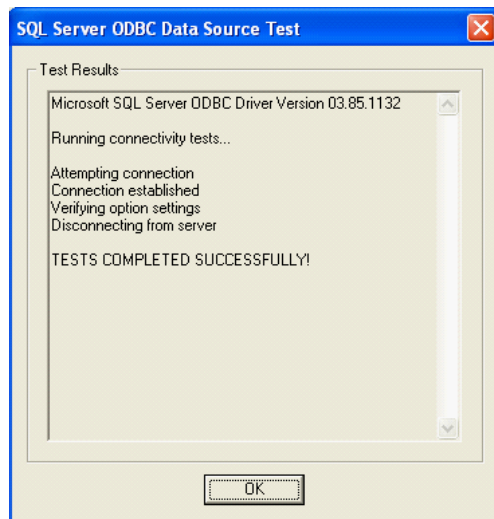 SQL Server ODBC Data Source Test
Test Results
Microsoft SQL Server ODBC Driver Version 03.85.1132
Running connectivity tests...
Attempting connection
Connection established
Verifying option settings
Disconnecting from server
TESTS COMPLETED SUCCESSFULLY!
OK